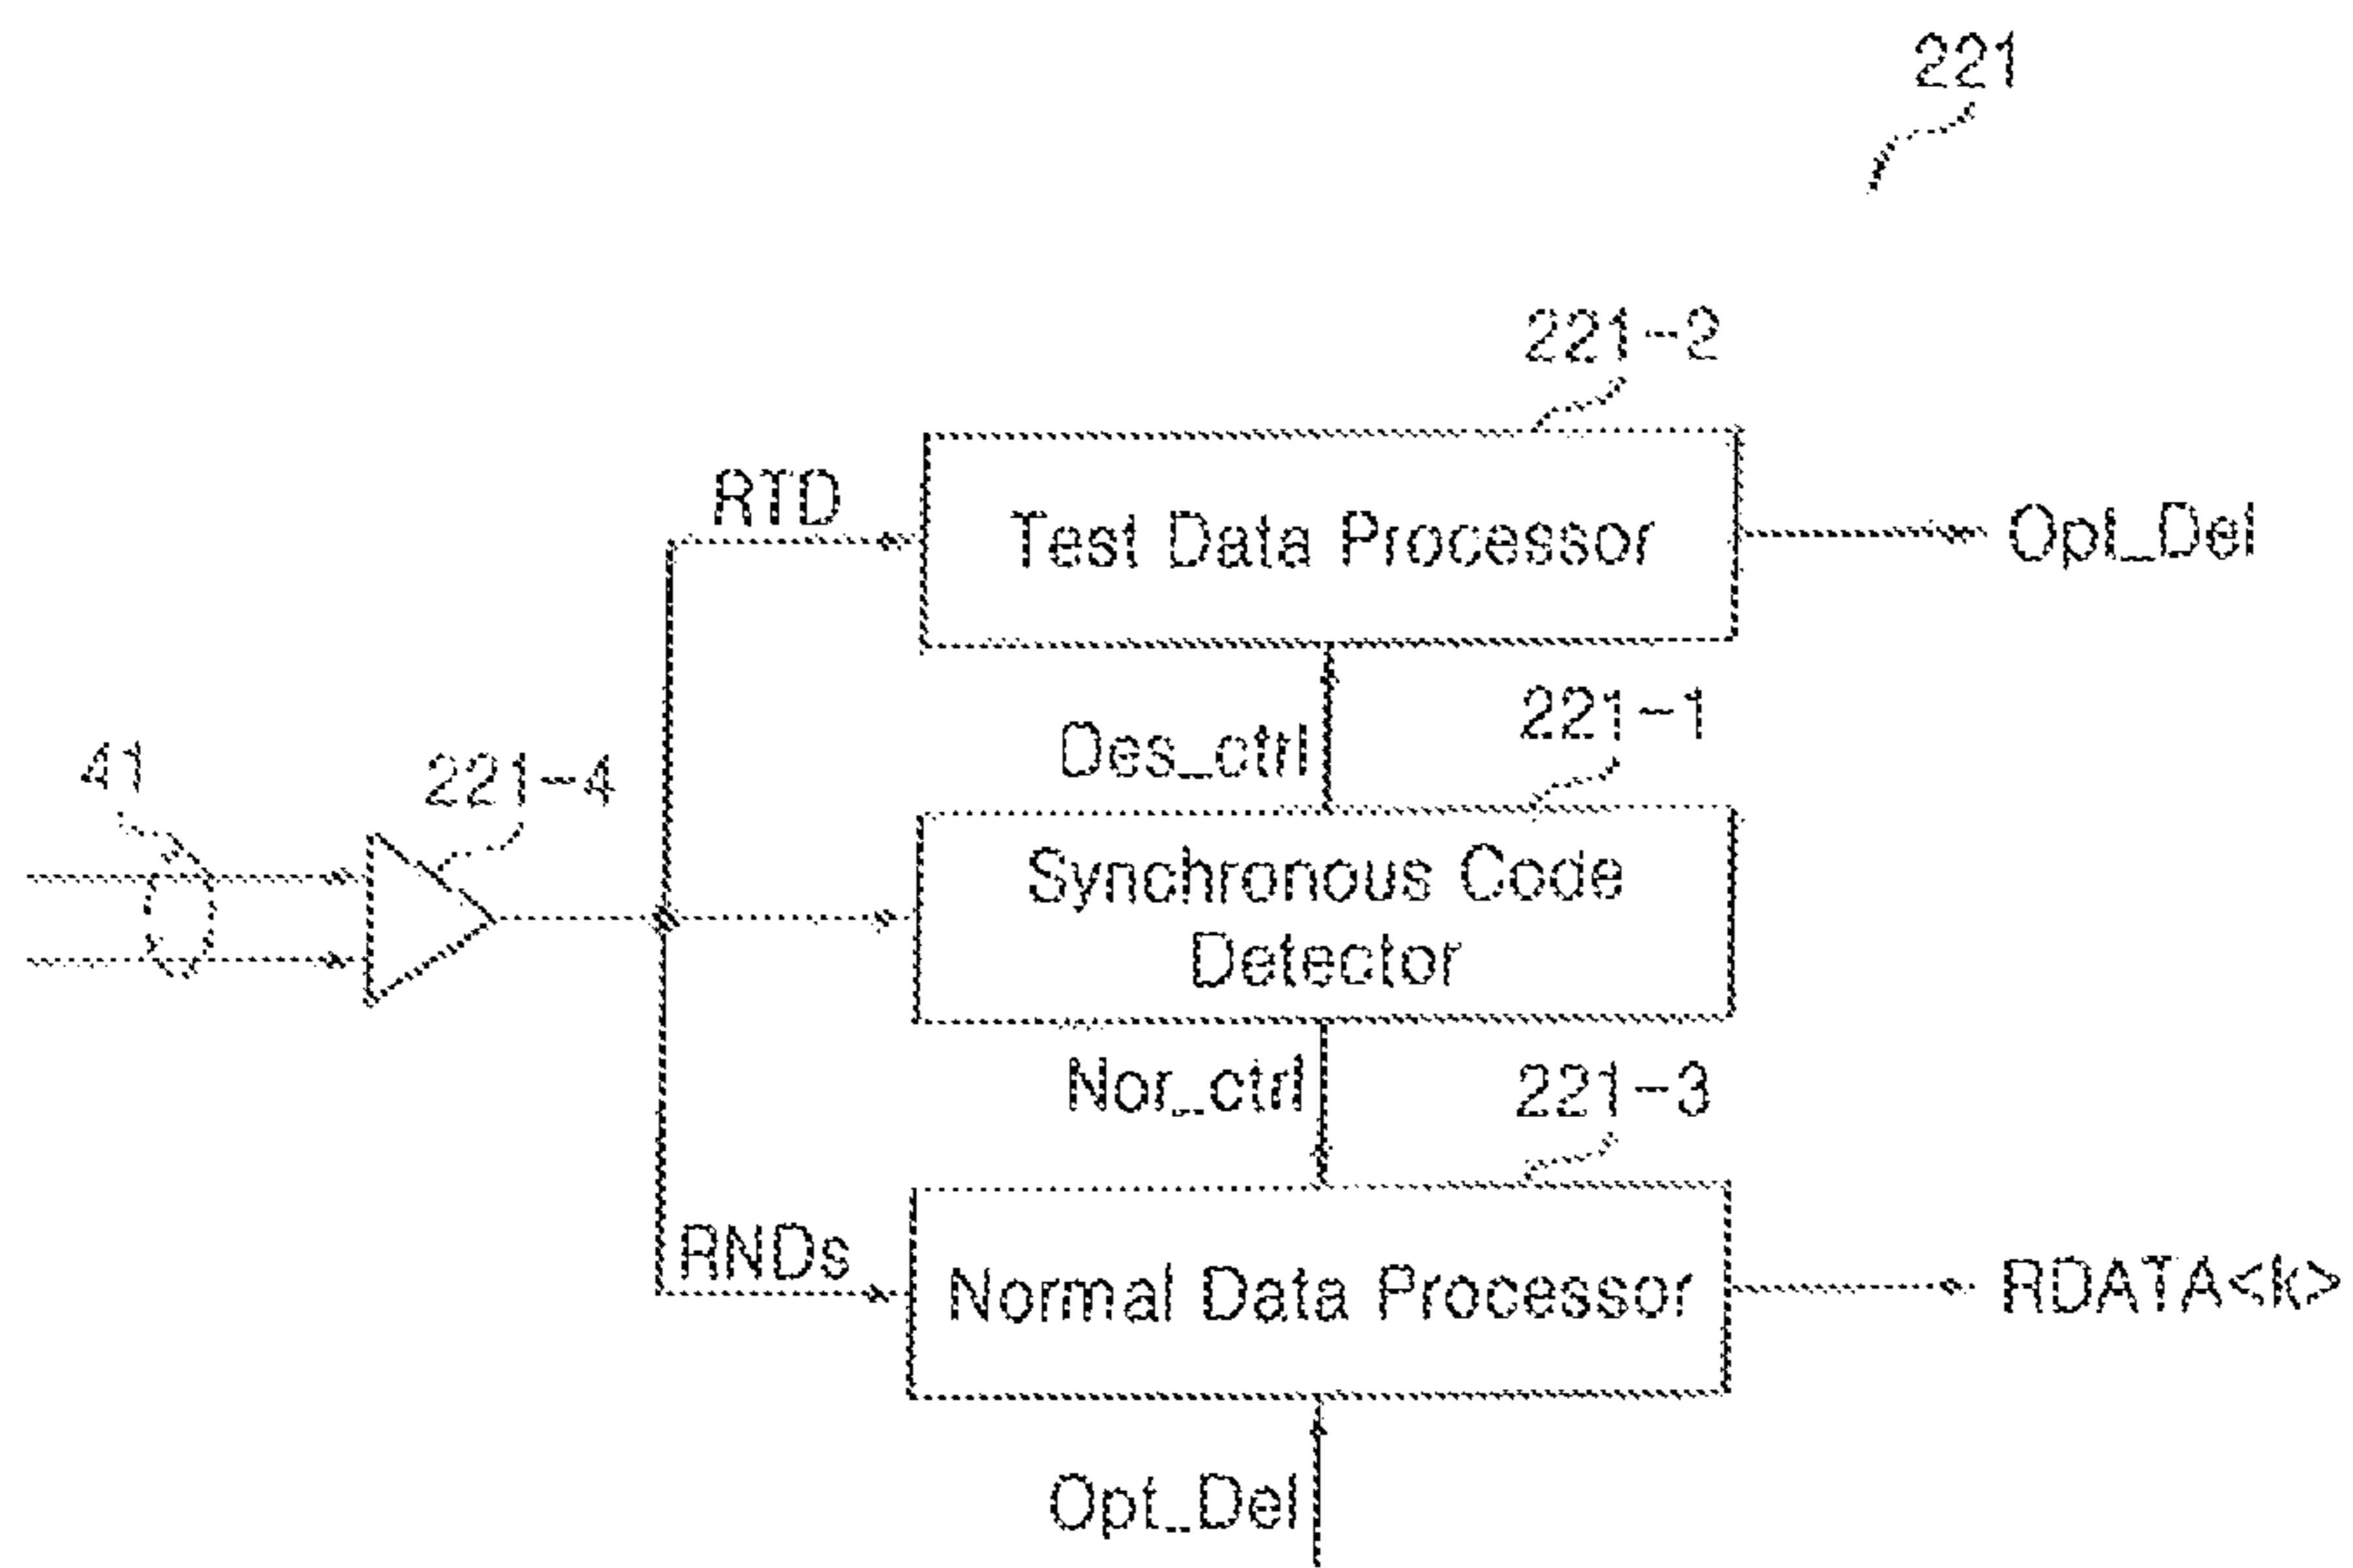 221
221-2
RTD
Test Data Processor
Opt_Del
Des_ctrl
221-1
41
221-4
Synchronous Code
Detector
Nor_ctrl
221-3
RNDs
Normal Data Processor
RDATA<k>
Opt_Del